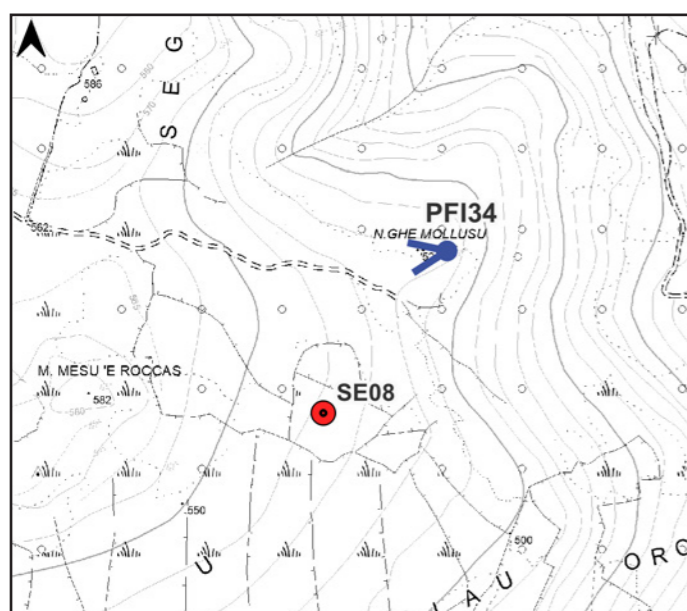 586
S E G
562
PFI34
N.GHE MOLLUSU
M. MESU 'E ROCCAS
582
SE08
550
500
U
L A U
O R C